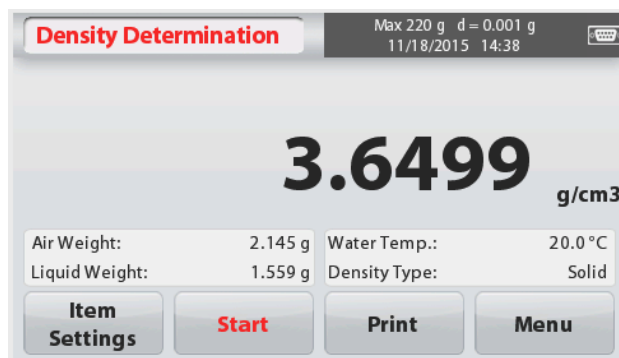 Density Determination
Max 220 g d = 0.001 g
11/18/2015 14:38
3.6499
g/cm3
Air Weight: 2.145 g
Liquid Weight: 1.559 g
Water Temp.: 20.0 °C
Density Type: Solid
Item
Settings
Start
Print
Menu